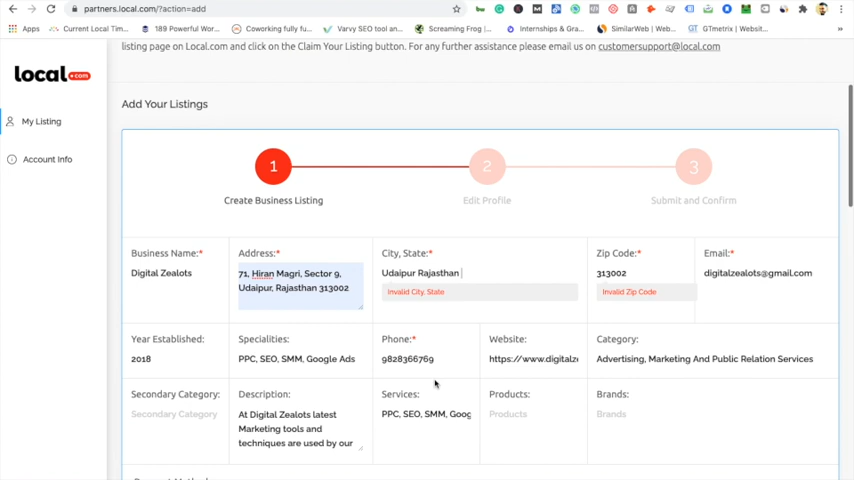 partners.local.com/?action=add
Apps
Current Local Tim...
189 Powerful Wor...
Coworking fully fu...
Varvy SEO tool an...
Screaming Frog |...
Internships & Gra...
SimilarWeb | Web...
GTmetrix | Websit...
listing page on Local.com and click on the Claim Your Listing button. For any further assistance please email us on customersupport@local.com
local.com
My Listing
Account Info
Add Your Listings
1
2
3
Create Business Listing
Edit Profile
Submit and Confirm
Business Name:*
Digital Zealots
Address:*
71, Hiran Magri, Sector 9,
Udaipur, Rajasthan 313002
City, State:*
Udaipur Rajasthan
Invalid City, State
Zip Code:*
313002
Invalid Zip Code
Email:*
digitalzealots@gmail.com
Year Established:
2018
Specialities:
PPC, SEO, SMM, Google Ads
Phone:*
9828366769
Website:
https://www.digitalze
Category:
Advertising, Marketing And Public Relation Services
Secondary Category:
Secondary Category
Description:
At Digital Zealots latest
Marketing tools and
techniques are used by our
Services:
PPC, SEO, SMM, Goog
Products:
Products
Brands:
Brands